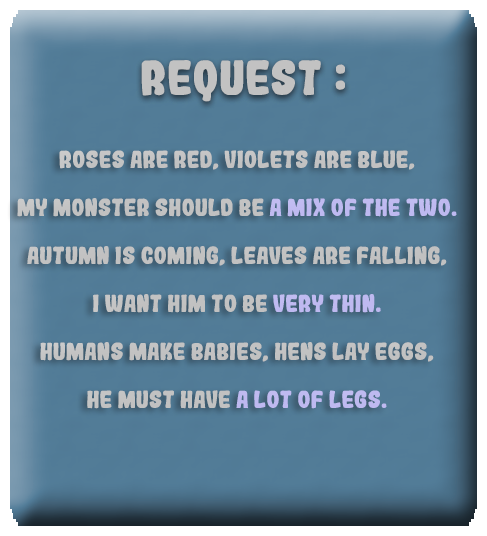 REQUEST :
ROSES ARE RED, VIOLETS ARE BLUE,
MY MONSTER SHOULD BE A MIX OF THE TWO.
AUTUMN IS COMING, LEAVES ARE FALLING,
I WANT HIM TO BE VERY THIN.
HUMANS MAKE BABIES, HENS LAY EGGS,
HE MUST HAVE A LOT OF LEGS.